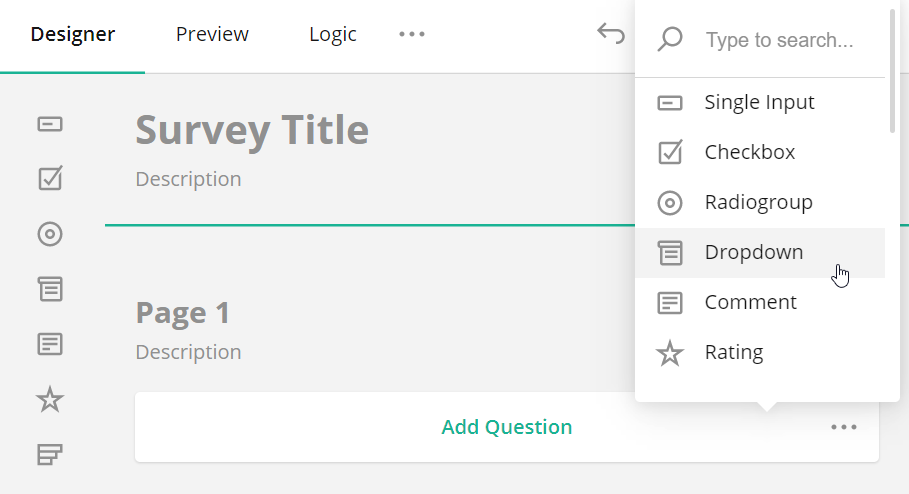 Designer Preview Logic
Type to search...
Single Input
Checkbox
Radiogroup
Dropdown
Comment
Rating
Survey Title
Description
Page 1
Description
Add Question